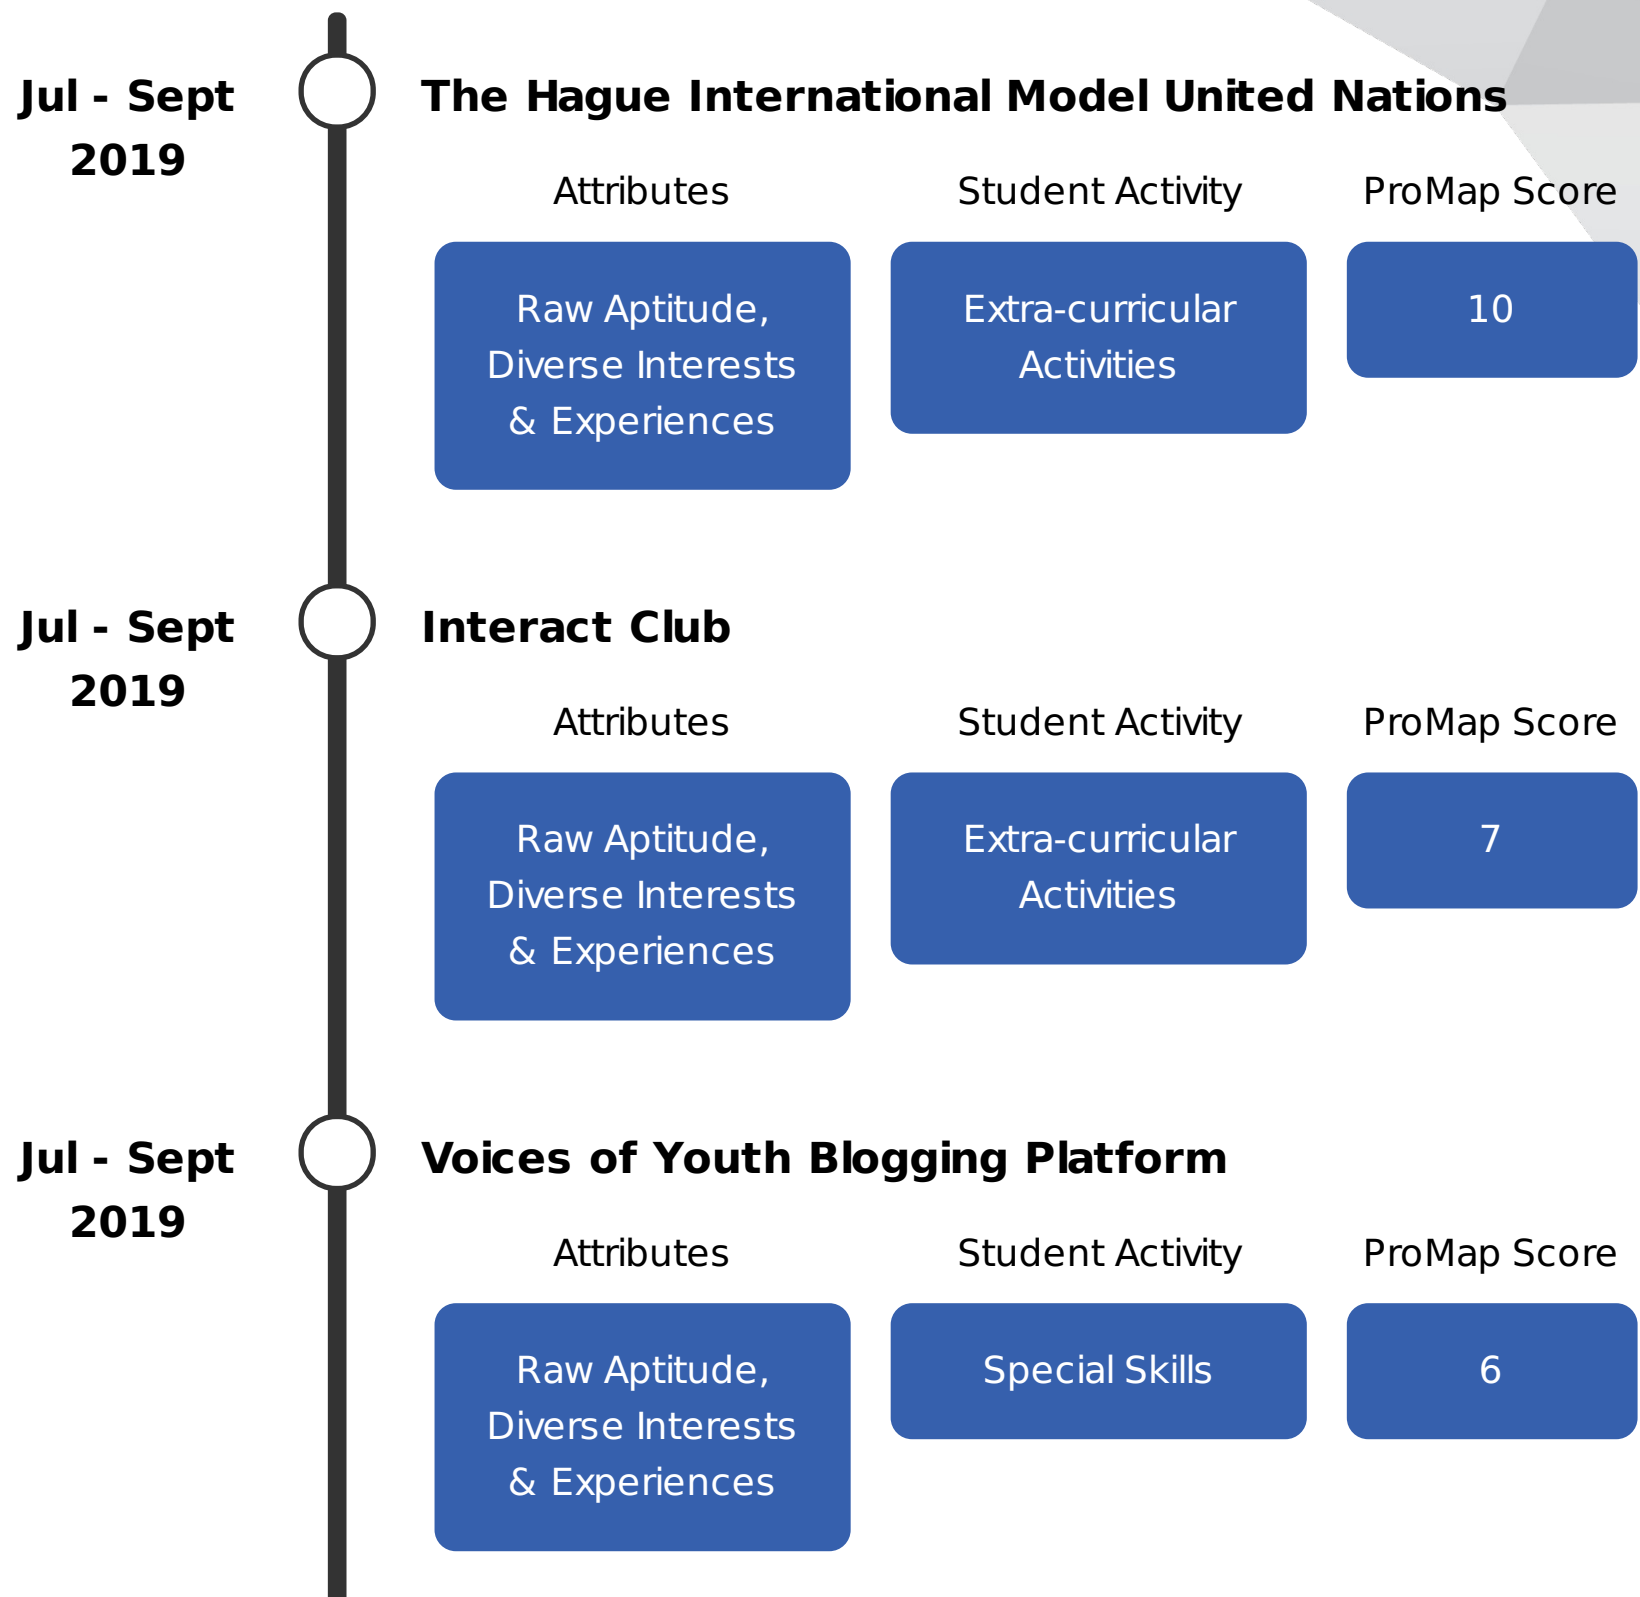 Jul - Sept
2019
The Hague International Model United Nations
Attributes
Student Activity
ProMap Score
Raw Aptitude,
Diverse Interests
& Experiences
Extra-curricular
Activities
10
Jul - Sept
2019
Interact Club
Attributes
Student Activity
ProMap Score
Raw Aptitude,
Diverse Interests
& Experiences
Extra-curricular
Activities
7
Jul - Sept
2019
Voices of Youth Blogging Platform
Attributes
Student Activity
ProMap Score
Raw Aptitude,
Diverse Interests
& Experiences
Special Skills
6